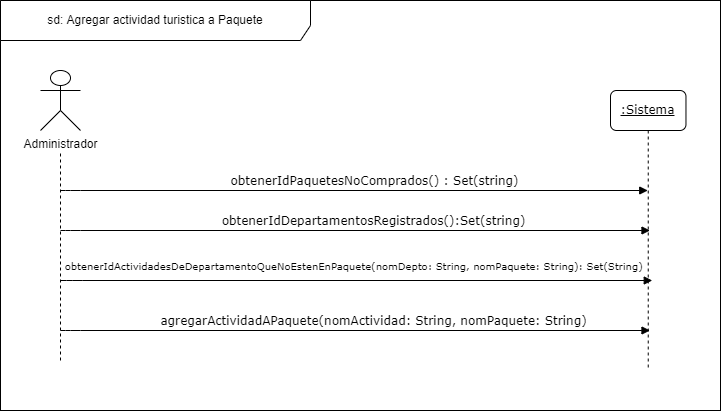 sd: Agregar actividad turistica a Paquete
Administrador
:Sistema
obtenerIdPaquetesNoComprados() : Set(string)
obtenerIdDepartamentosRegistrados():Set(string)
obtenerIdActividadesDeDepartamentoQueNoEstenEnPaquete(nomDepto: String, nomPaquete: String): Set(String)
agregarActividadAPaquete(nomActividad: String, nomPaquete: String)